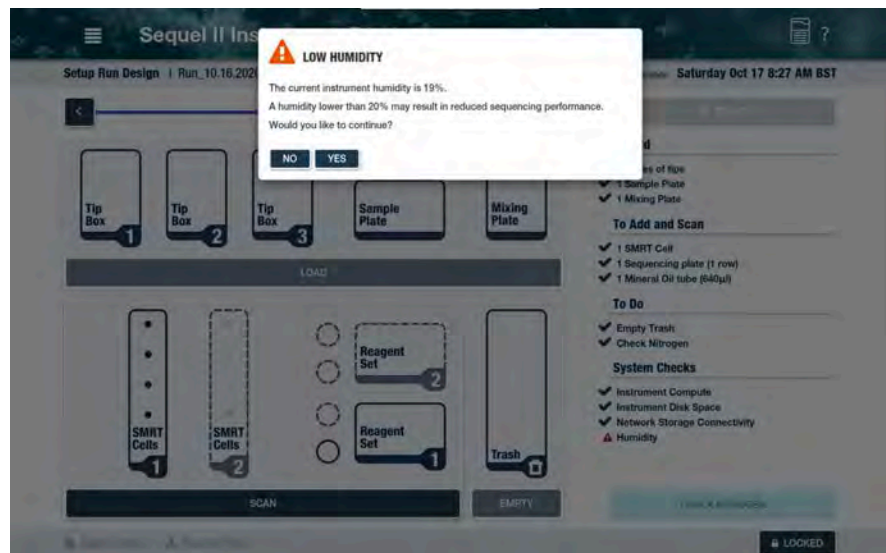 Sequel II Ins
?
LOW HUMIDITY
The current instrument humidity is 19%.
A humidity lower than 20% may result in reduced sequencing performance.
Would you like to continue?
NO YES
Setup Run Design | Run_10.16.202
Saturday Oct 17 8:27 AM BST
<
Tip Box 1
Tip Box 2
Tip Box 3
Sample Plate
Mixing Plate
LOAD
SMRT Cells 1
SMRT Cells 2
Reagent Set 2
Reagent Set 1
Trash
SCAN
EMPTY
es of tips
1 Sample Plate
1 Mixing Plate
To Add and Scan
1 SMRT Cell
1 Sequencing plate (1 row)
1 Mineral Oil tube (640µl)
To Do
Empty Trash
Check Nitrogen
System Checks
Instrument Compute
Instrument Disk Space
Network Storage Connectivity
Humidity
LOCKED